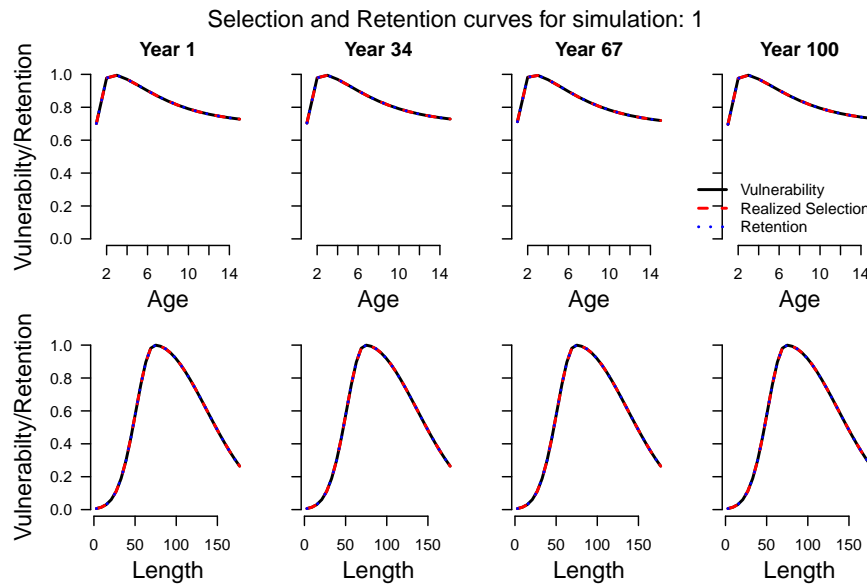 Selection and Retention curves for simulation: 1
Year 1 Year 34 Year 67 Year 100
Vulnerabilty/Retention
1.0
0.8
0.6
0.4
0.2
0.0
Vulnerability
Realized Selection
Retention
2 6 10 14 2 6 10 14 2 6 10 14 2 6 10 14
Age Age Age Age
Vulnerabilty/Retention
1.0
0.8
0.6
0.4
0.2
0.0
0 50 100 150 0 50 100 150 0 50 100 150 0 50 100 150
Length Length Length Length